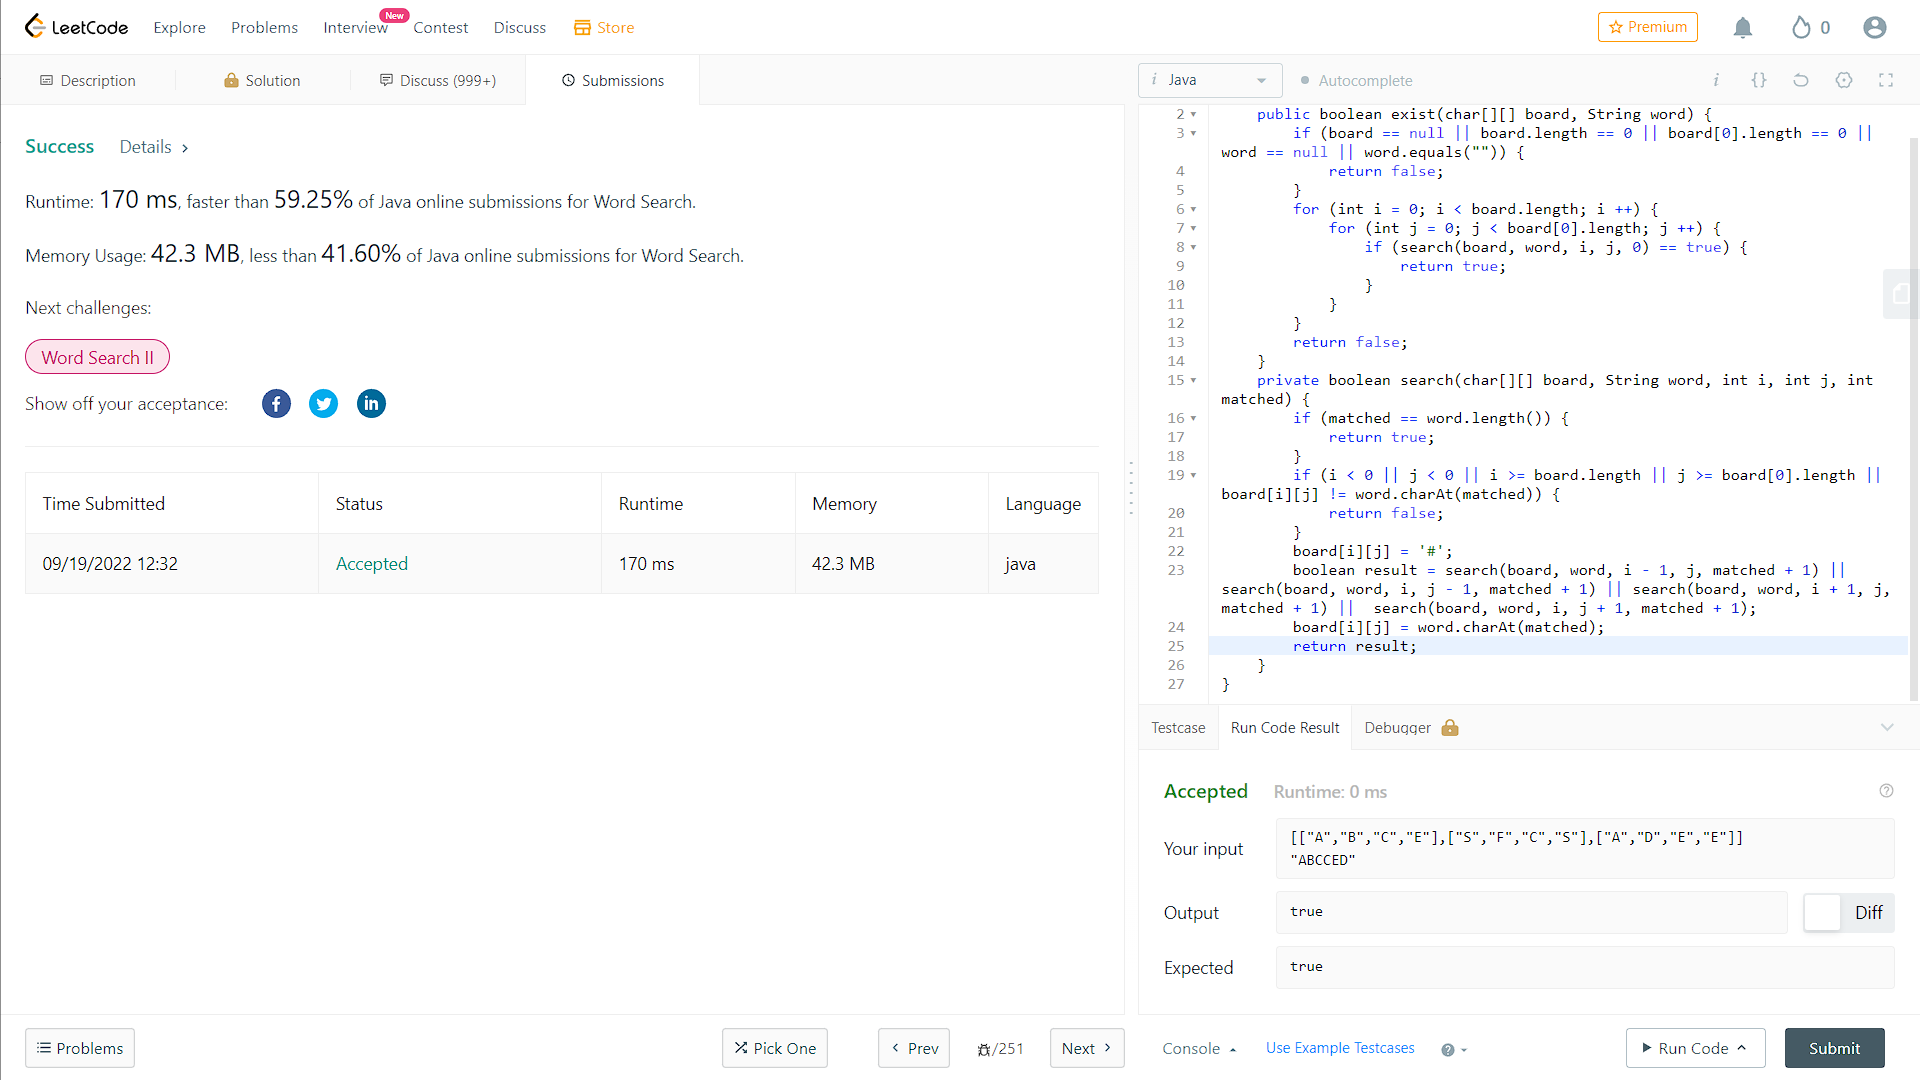 LeetCode Explore Problems Interview New Contest Discuss Store Premium 0
Description Solution Discuss (999+) Submissions
Success Details >
Runtime: 170 ms, faster than 59.25% of Java online submissions for Word Search.
Memory Usage: 42.3 MB, less than 41.60% of Java online submissions for Word Search.
Next challenges:
Word Search II
Show off your acceptance:
Time Submitted Status Runtime Memory Language
09/19/2022 12:32 Accepted 170 ms 42.3 MB java
Problems Pick One < Prev /251 Next >
i Java Autocomplete i {}
2 public boolean exist(char[][] board, String word) {
3 if (board == null || board.length == 0 || board[0].length == 0 ||
word == null || word.equals("")) {
4 return false;
5 }
6 for (int i = 0; i < board.length; i ++) {
7 for (int j = 0; j < board[0].length; j ++) {
8 if (search(board, word, i, j, 0) == true) {
9 return true;
10 }
11 }
12 }
13 return false;
14 }
15 private boolean search(char[][] board, String word, int i, int j, int
matched) {
16 if (matched == word.length()) {
17 return true;
18 }
19 if (i < 0 || j < 0 || i >= board.length || j >= board[0].length ||
board[i][j] != word.charAt(matched)) {
20 return false;
21 }
22 board[i][j] = '#';
23 boolean result = search(board, word, i - 1, j, matched + 1) ||
search(board, word, i, j - 1, matched + 1) || search(board, word, i + 1, j,
matched + 1) ||  search(board, word, i, j + 1, matched + 1);
24 board[i][j] = word.charAt(matched);
25 return result;
26 }
27 }
Testcase Run Code Result Debugger
Accepted Runtime: 0 ms ?
Your input
[["A","B","C","E"],["S","F","C","S"],["A","D","E","E"]]
"ABCCED"
Output true Diff
Expected true
Console Use Example Testcases ? Run Code Submit